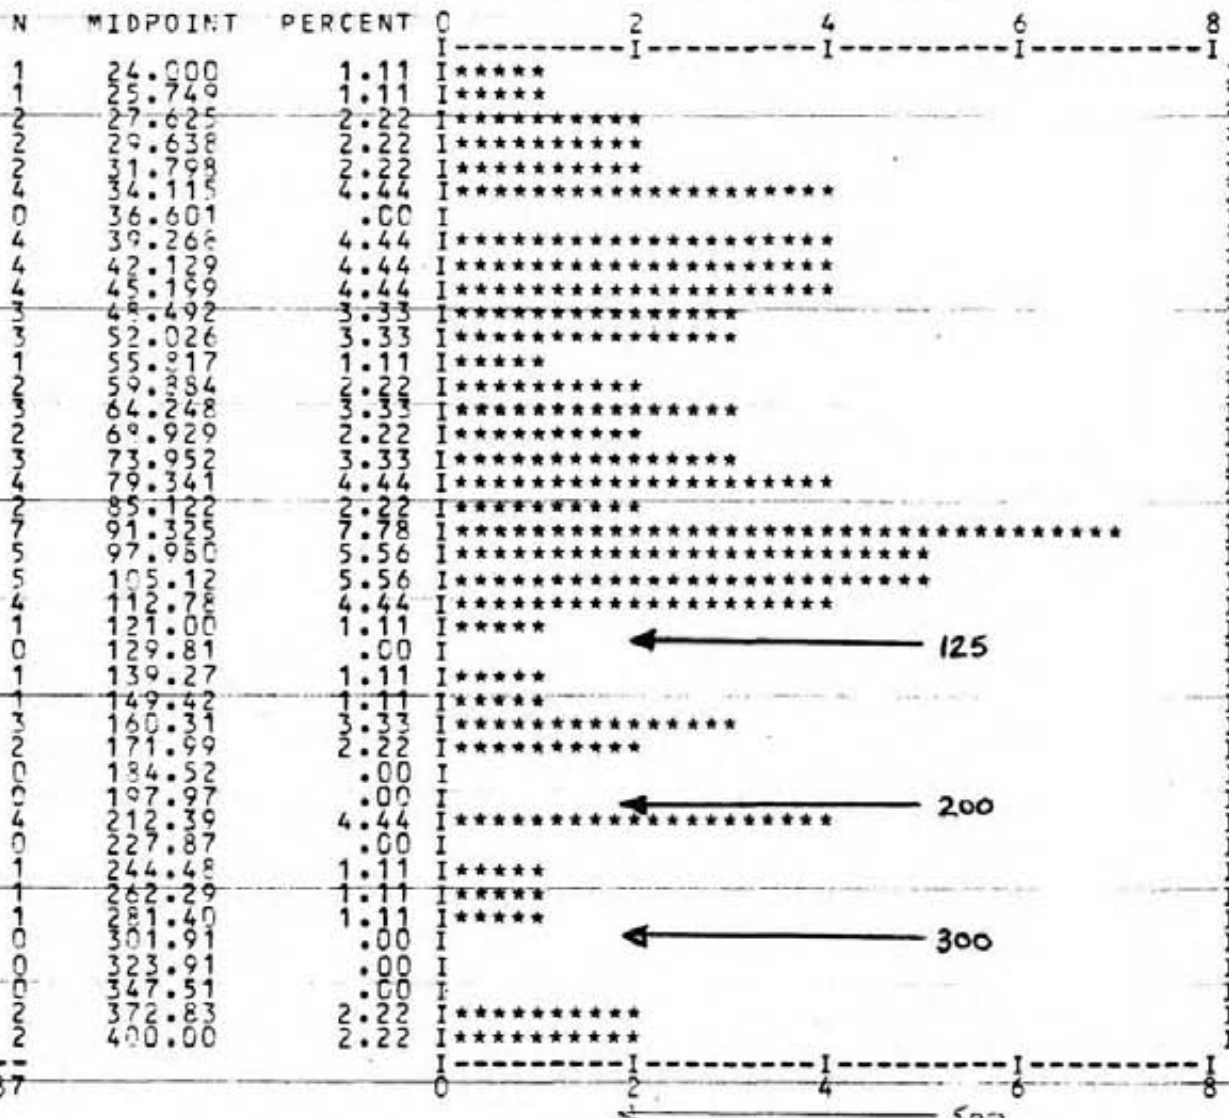 N MIDPOINT PERCENT 0 2 4 6 8
I---------I---------I---------I---------I
1 24.000 1.11 I*****
1 25.749 1.11 I*****
2 27.625 2.22 I**********
2 29.638 2.22 I**********
2 31.798 2.22 I**********
4 34.115 4.44 I********************
0 36.601 .00 I
4 39.268 4.44 I********************
4 42.129 4.44 I********************
4 45.199 4.44 I********************
3 48.492 3.33 I***************
3 52.026 3.33 I***************
1 55.817 1.11 I*****
2 59.884 2.22 I**********
3 64.248 3.33 I***************
2 68.929 2.22 I**********
3 73.952 3.33 I***************
4 79.341 4.44 I********************
2 85.122 2.22 I**********
7 91.325 7.78 I***********************************
5 97.980 5.56 I*************************
5 105.12 5.56 I*************************
4 112.78 4.44 I********************
1 121.00 1.11 I*****
0 129.81 .00 I 125
1 139.27 1.11 I*****
1 149.42 1.11 I*****
3 160.31 3.33 I***************
2 171.99 2.22 I**********
0 184.52 .00 I
0 197.97 .00 I 200
4 212.39 4.44 I********************
0 227.87 .00 I
1 244.48 1.11 I*****
1 262.29 1.11 I*****
1 281.40 1.11 I*****
0 301.91 .00 I 300
0 323.91 .00 I
0 347.51 .00 I
2 372.83 2.22 I**********
2 400.00 2.22 I**********
-- I---------I---------I---------I---------I
87 0 2 4 6 8